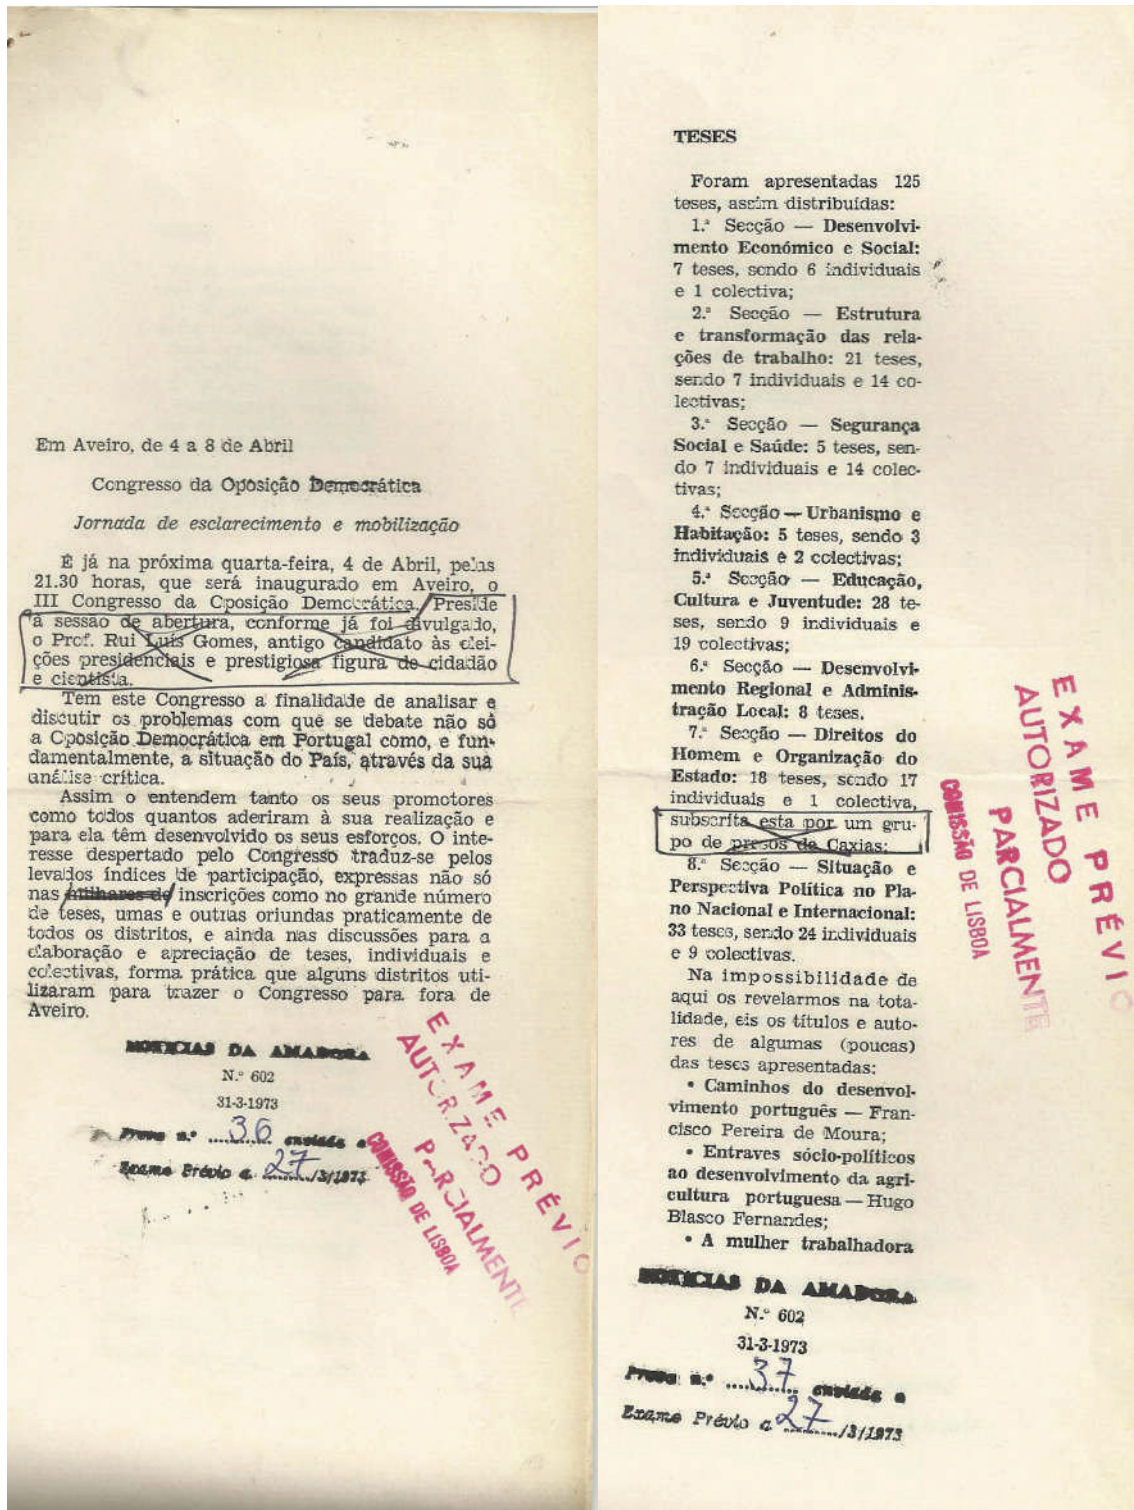 Em Aveiro, de 4 a 8 de Abril
Congresso da Oposição Democrática
Jornada de esclarecimento e mobilização
É já na próxima quarta-feira, 4 de Abril, pelas
21.30 horas, que será inaugurado em Aveiro, o
III Congresso da Oposição Democrática. Preside
à sessão de abertura, conforme já foi divulgado,
o Prof. Rui Luís Gomes, antigo candidato às elei-
ções presidenciais e prestigiosa figura de cidadão
e cientista.
Tem este Congresso a finalidade de analisar e
discutir os problemas com que se debate não só
a Oposição Democrática em Portugal como, e fun-
damentalmente, a situação do País, através da sua
análise crítica.
Assim o entendem tanto os seus promotores
como todos quantos aderiram à sua realização e
para ela têm desenvolvido os seus esforços. O inte-
resse despertado pelo Congresso traduz-se pelos
levados índices de participação, expressas não só
nas milhares de inscrições como no grande número
de teses, umas e outras oriundas praticamente de
todos os distritos, e ainda nas discussões para a
elaboração e apreciação de teses, individuais e
colectivas, forma prática que alguns distritos uti-
lizaram para trazer o Congresso para fora de
Aveiro.
NOTICIAS DA AMADORA
N.º 602
31-3-1973
Prova n.º 36 enviada a
Exame Prévio a 27/3/1973
EXAME PRÉVIO
AUTORIZADO
PARCIALMENTE
COMISSÃO DE LISBOA
TESES
Foram apresentadas 125
teses, assim distribuídas:
1.ª Secção — Desenvolvi-
mento Económico e Social:
7 teses, sendo 6 individuais
e 1 colectiva;
2.ª Secção — Estrutura
e transformação das rela-
ções de trabalho: 21 teses,
sendo 7 individuais e 14 co-
lectivas;
3.ª Secção — Segurança
Social e Saúde: 5 teses, sen-
do 7 individuais e 14 colec-
tivas;
4.ª Secção — Urbanismo e
Habitação: 5 teses, sendo 3
individuais e 2 colectivas;
5.ª Secção — Educação,
Cultura e Juventude: 28 te-
ses, sendo 9 individuais e
19 colectivas;
6.ª Secção — Desenvolvi-
mento Regional e Adminis-
tração Local: 8 teses.
7.ª Secção — Direitos do
Homem e Organização do
Estado: 18 teses, sendo 17
individuais e 1 colectiva,
subscrita esta por um gru-
po de presos de Caxias;
8.ª Secção — Situação e
Perspectiva Política no Pla-
no Nacional e Internacional:
33 teses, sendo 24 individuais
e 9 colectivas.
Na impossibilidade de
aqui os revelarmos na tota-
lidade, eis os títulos e auto-
res de algumas (poucas)
das teses apresentadas:
• Caminhos do desenvol-
vimento português — Fran-
cisco Pereira de Moura;
• Entraves sócio-políticos
ao desenvolvimento da agri-
cultura portuguesa — Hugo
Blasco Fernandes;
• A mulher trabalhadora
NOTICIAS DA AMADORA
N.º 602
31-3-1973
Prova n.º 37 enviada a
Exame Prévio a 27/3/1973
EXAME PRÉVIO
AUTORIZADO
PARCIALMENTE
COMISSÃO DE LISBOA